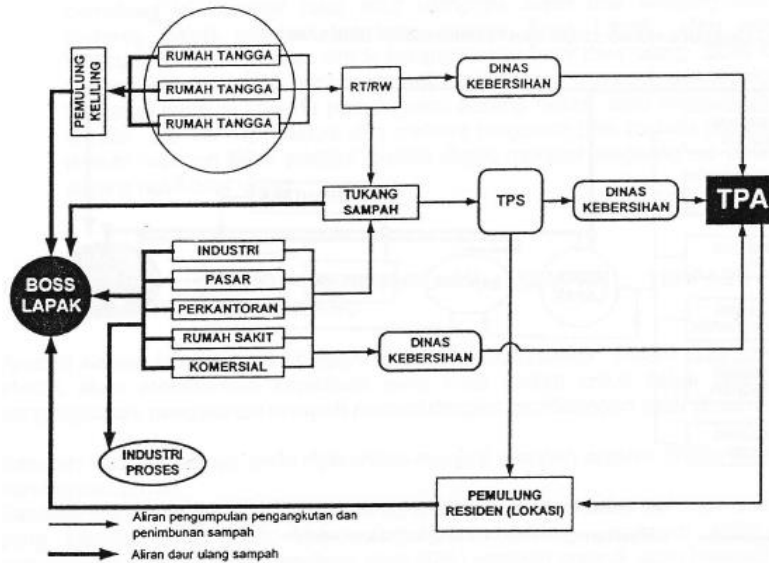 RUMAH TANGGA
RUMAH TANGGA
RUMAH TANGGA
PEMULUNG
KELILING
RT/RW
DINAS
KEBERSIHAN
TUKANG
SAMPAH
TPS
DINAS
KEBERSIHAN
TPA
BOSS
LAPAK
INDUSTRI
PASAR
PERKANTORAN
RUMAH SAKIT
KOMERSIAL
DINAS
KEBERSIHAN
INDUSTRI
PROSES
PEMULUNG
RESIDEN (LOKASI)
Aliran pengumpulan pengangkutan dan
penimbunan sampah
Aliran daur ulang sampah